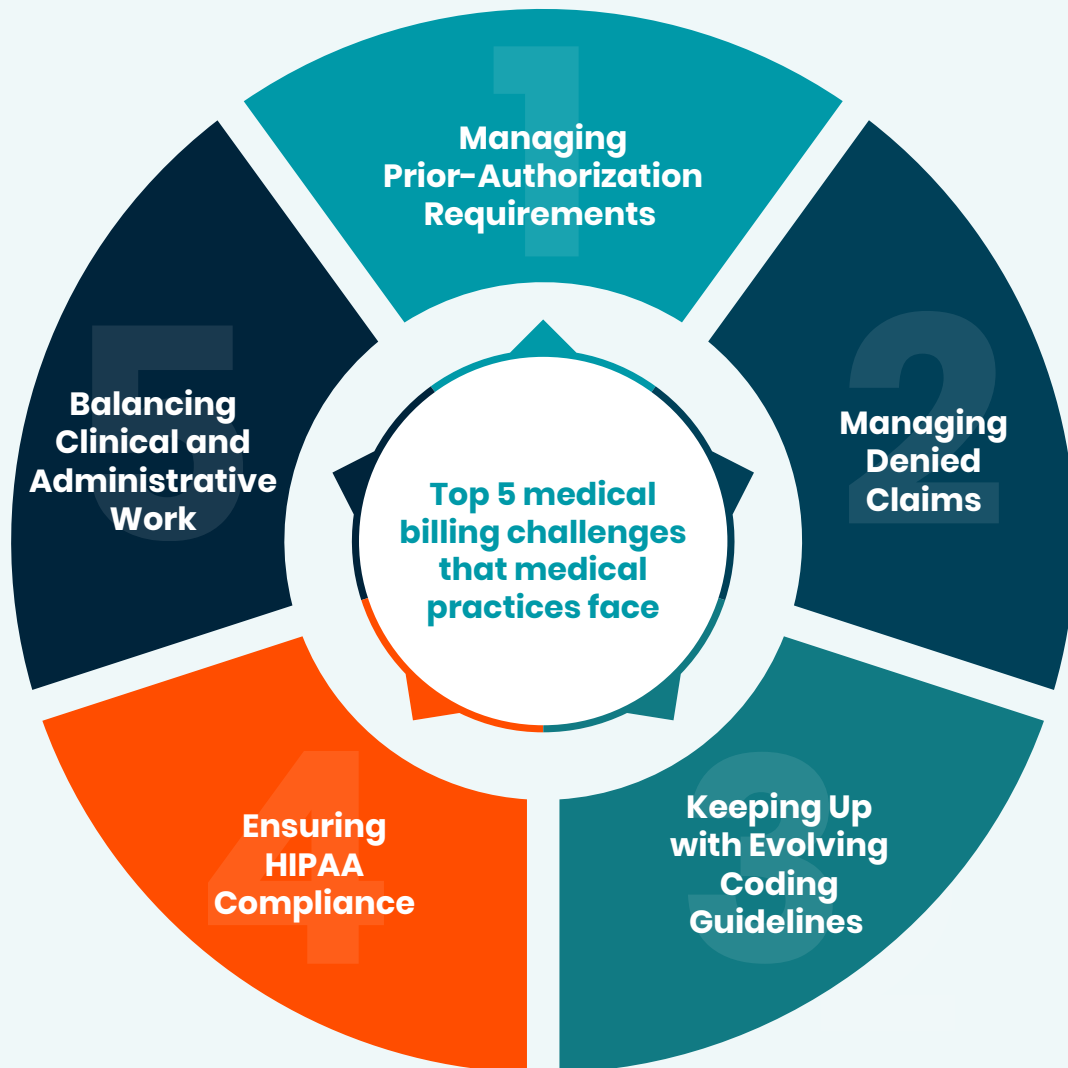 Top 5 medical
billing challenges
that medical
practices face
1
Managing
Prior-Authorization
Requirements
2
Managing
Denied
Claims
3
Keeping Up
with Evolving
Coding
Guidelines
4
Ensuring
HIPAA
Compliance
5
Balancing
Clinical and
Administrative
Work